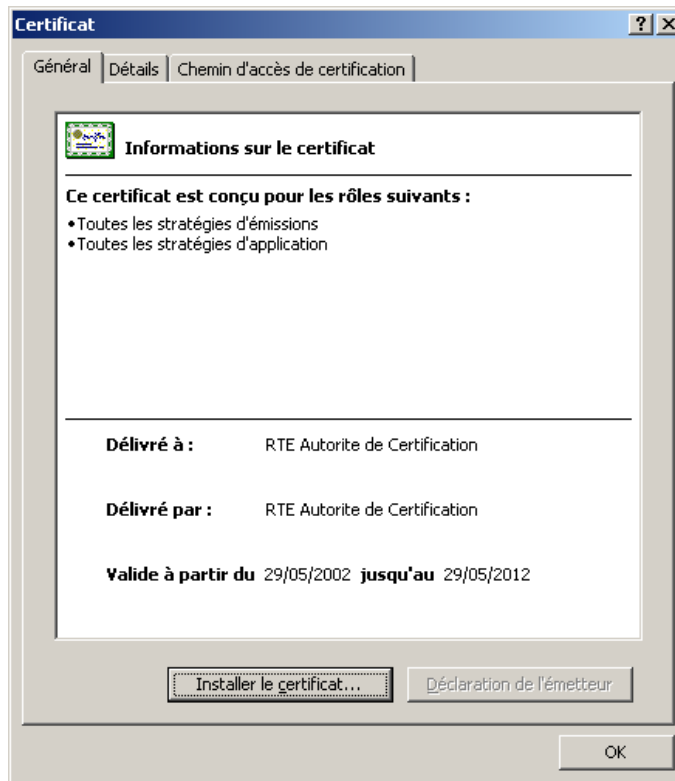 Certificat
Général Détails Chemin d'accès de certification
Informations sur le certificat
Ce certificat est conçu pour les rôles suivants :
•Toutes les stratégies d'émissions
•Toutes les stratégies d'application
Délivré à : RTE Autorite de Certification
Délivré par : RTE Autorite de Certification
Valide à partir du 29/05/2002 jusqu'au 29/05/2012
Installer le certificat... Déclaration de l'émetteur
OK